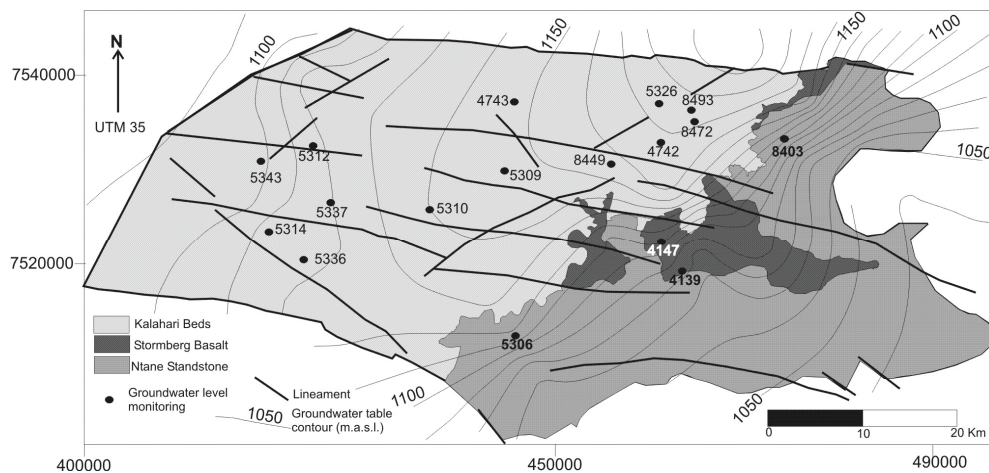 1100
1150
1150
1100
N
7540000
UTM 35
4743
5326
8493
8472
4742
8403
5312
8449
5343
5309
1050
5337
5310
5314
4147
5336
4139
7520000
5306
Kalahari Beds
Stormberg Basalt
Ntane Standstone
Groundwater level
monitoring
Lineament
1050
Groundwater table
contour (m.a.s.l.)
1100
1050
0 10 20 Km
400000
450000
490000